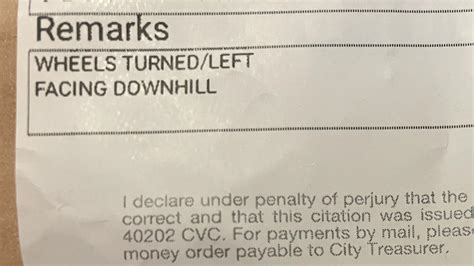 Remarks
WHEELS TURNED/LEFT
FACING DOWNHILL
I declare under penalty of perjury that the
correct and that this citation was issued
40202 CVC. For payments by mail, pleas
money order payable to City Treasurer.